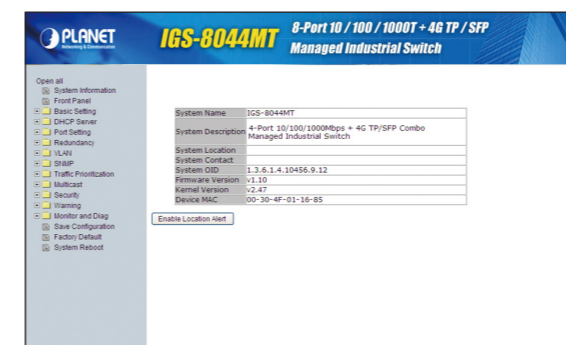 PLANET
Networking & Communication
IGS-8044MT
8-Port 10 / 100 / 1000T + 4G TP / SFP
Managed Industrial Switch
Open all
System Information
Front Panel
Basic Setting
DHCP Server
Port Setting
Redundancy
VLAN
SNMP
Traffic Prioritization
Multicast
Security
Warning
Monitor and Diag
Save Configuration
Factory Default
System Reboot
System Name IGS-8044MT
System Description 4-Port 10/100/1000Mbps + 4G TP/SFP Combo
Managed Industrial Switch
System Location
System Contact
System OID 1.3.6.1.4.10456.9.12
Firmware Version v1.10
Kernel Version v2.47
Device MAC 00-30-4F-01-16-85
Enable Location Alert